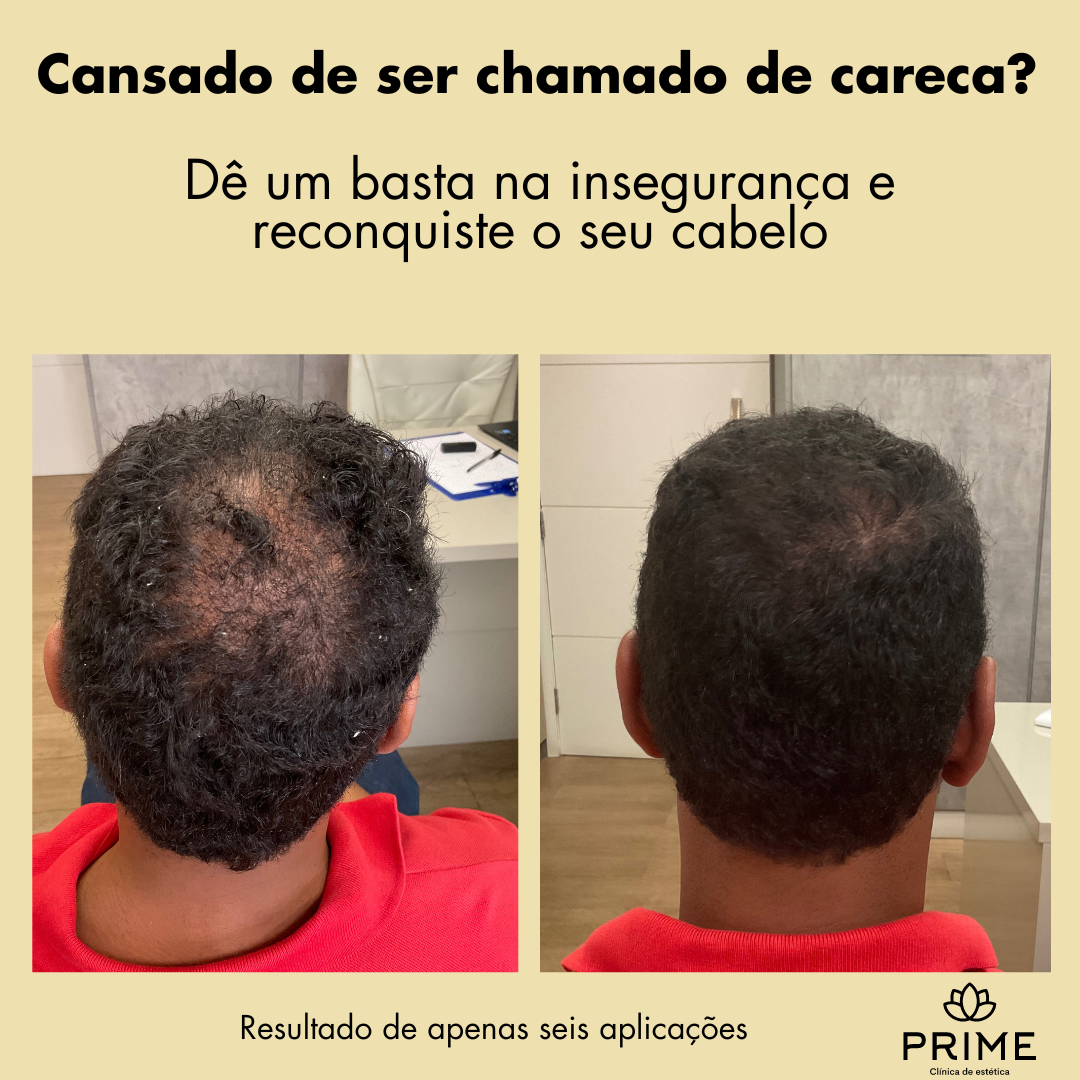 Cansado de ser chamado de careca?
Dê um basta na insegurança e
reconquiste o seu cabelo
Resultado de apenas seis aplicações
PRIME
Clínica de estética